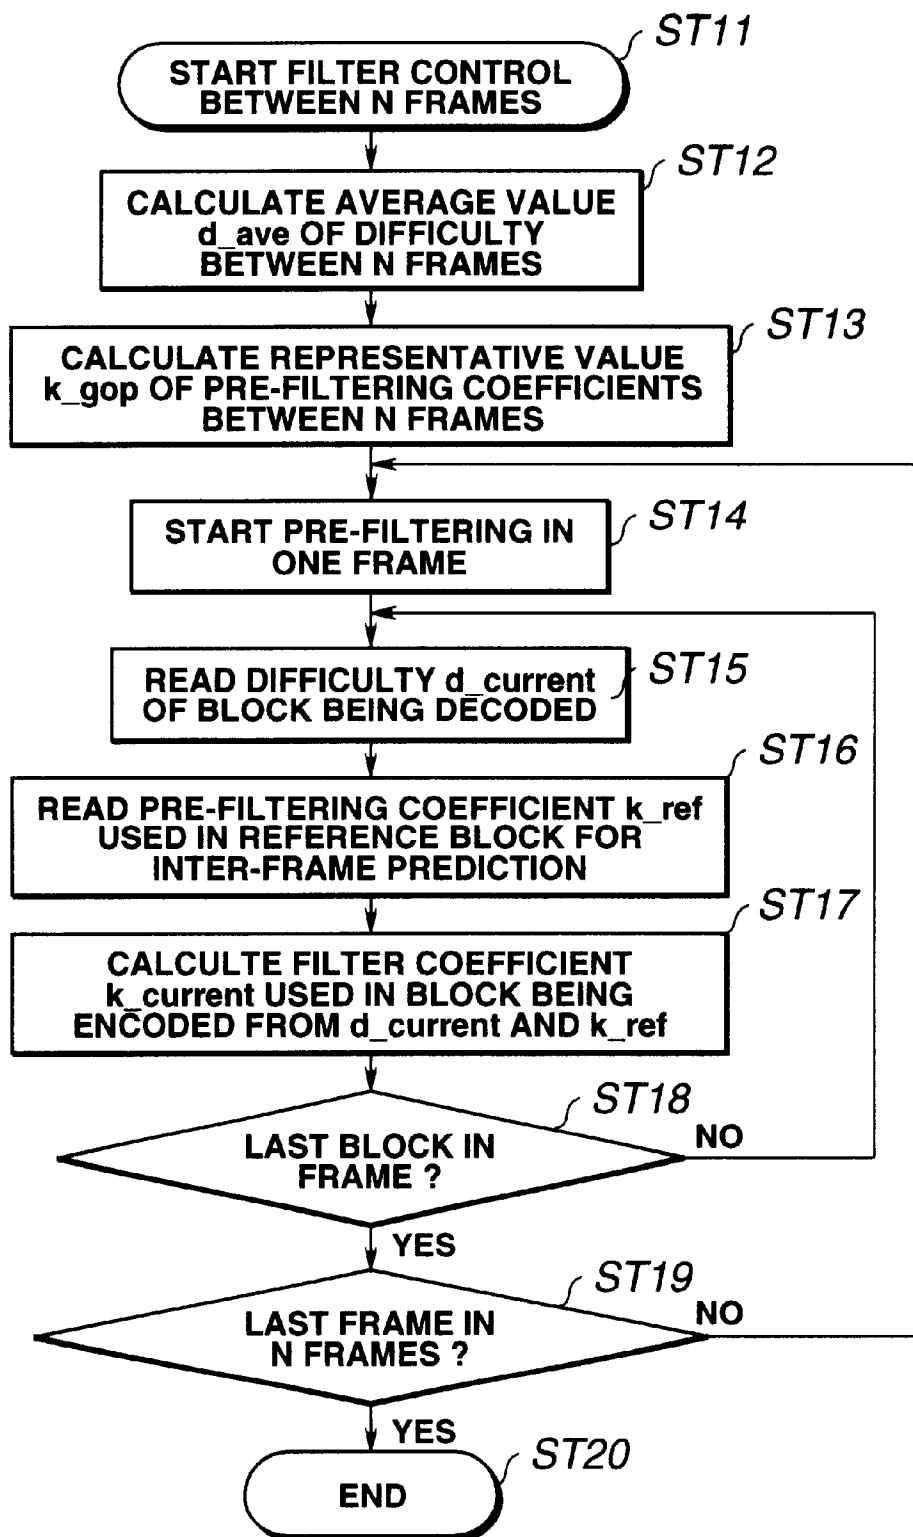 ST11
START FILTER CONTROL
BETWEEN N FRAMES
ST12
CALCULATE AVERAGE VALUE
d_ave OF DIFFICULTY
BETWEEN N FRAMES
ST13
CALCULATE REPRESENTATIVE VALUE
k_gop OF PRE-FILTERING COEFFICIENTS
BETWEEN N FRAMES
ST14
START PRE-FILTERING IN
ONE FRAME
ST15
READ DIFFICULTY d_current
OF BLOCK BEING DECODED
ST16
READ PRE-FILTERING COEFFICIENT k_ref
USED IN REFERENCE BLOCK FOR
INTER-FRAME PREDICTION
ST17
CALCULTE FILTER COEFFICIENT
k_current USED IN BLOCK BEING
ENCODED FROM d_current AND k_ref
ST18
LAST BLOCK IN
FRAME ?
NO
YES
ST19
LAST FRAME IN
N FRAMES ?
NO
YES
ST20
END